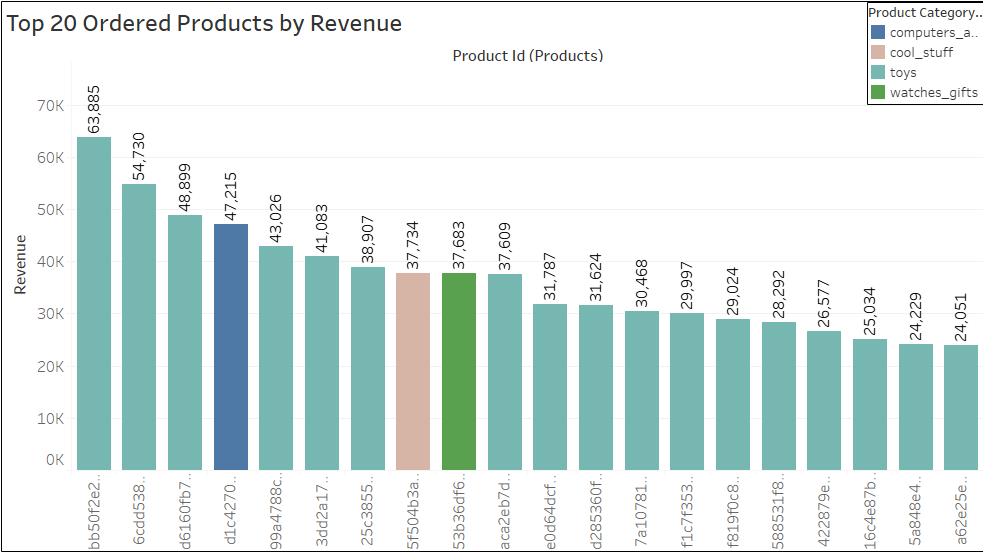 Top 20 Ordered Products by Revenue
Product Category..
computers_a..
cool_stuff
toys
watches_gifts
Product Id (Products)
Revenue
70K
60K
50K
40K
30K
20K
10K
0K
63,885
54,730
48,899
47,215
43,026
41,083
38,907
37,734
37,683
37,609
31,787
31,624
30,468
29,997
29,024
28,292
26,577
25,034
24,229
24,051
bb50f2e2..
6cdd538..
d6160fb7..
d1c4270..
99a4788c..
3dd2a17..
25c3855..
5f504b3a..
53b36df6..
aca2eb7d..
e0d64dcf..
d285360f..
7a10781..
f1c7f353..
f819f0c8..
588531f8..
422879e..
16c4e87b..
5a848e4..
a62e25e..